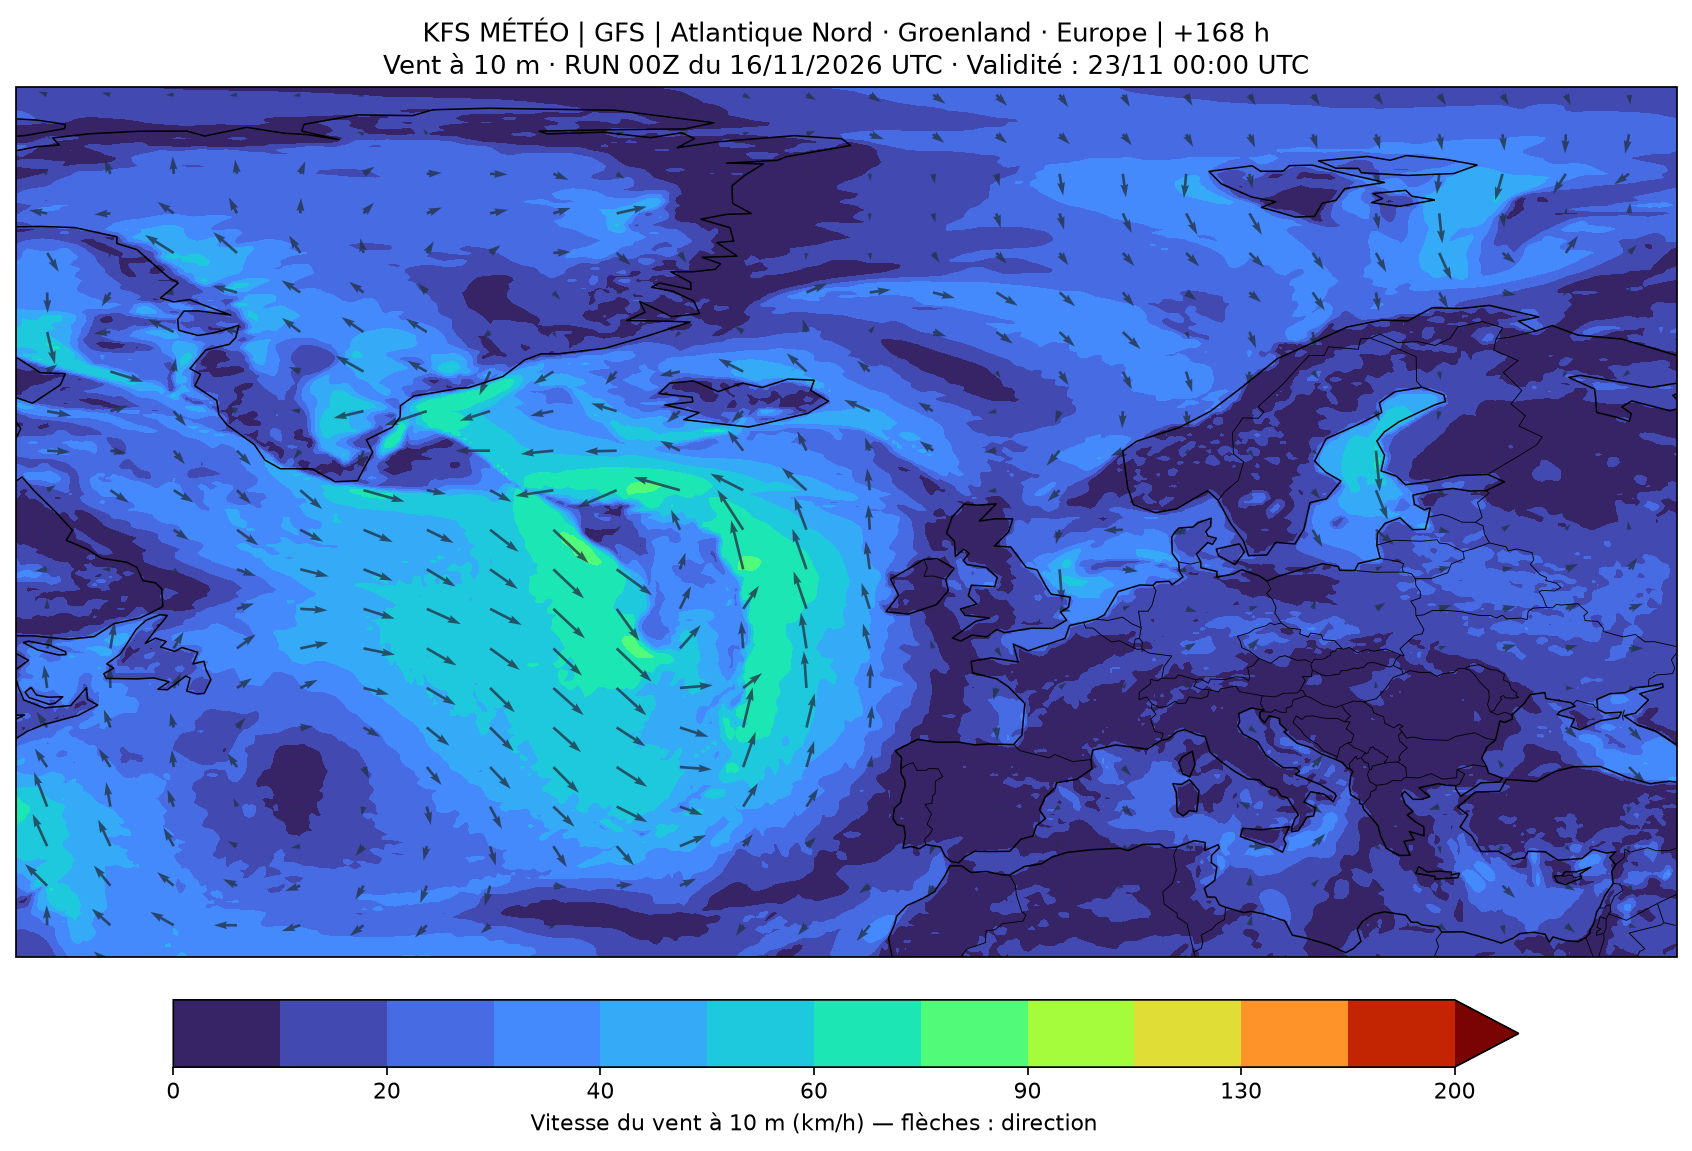 KFS MÉTÉO | GFS | Atlantique Nord · Groenland · Europe | +168 h
Vent à 10 m · RUN 00Z du 16/11/2026 UTC · Validité : 23/11 00:00 UTC
0 20 40 60 90 130 200
Vitesse du vent à 10 m (km/h) — flèches : direction